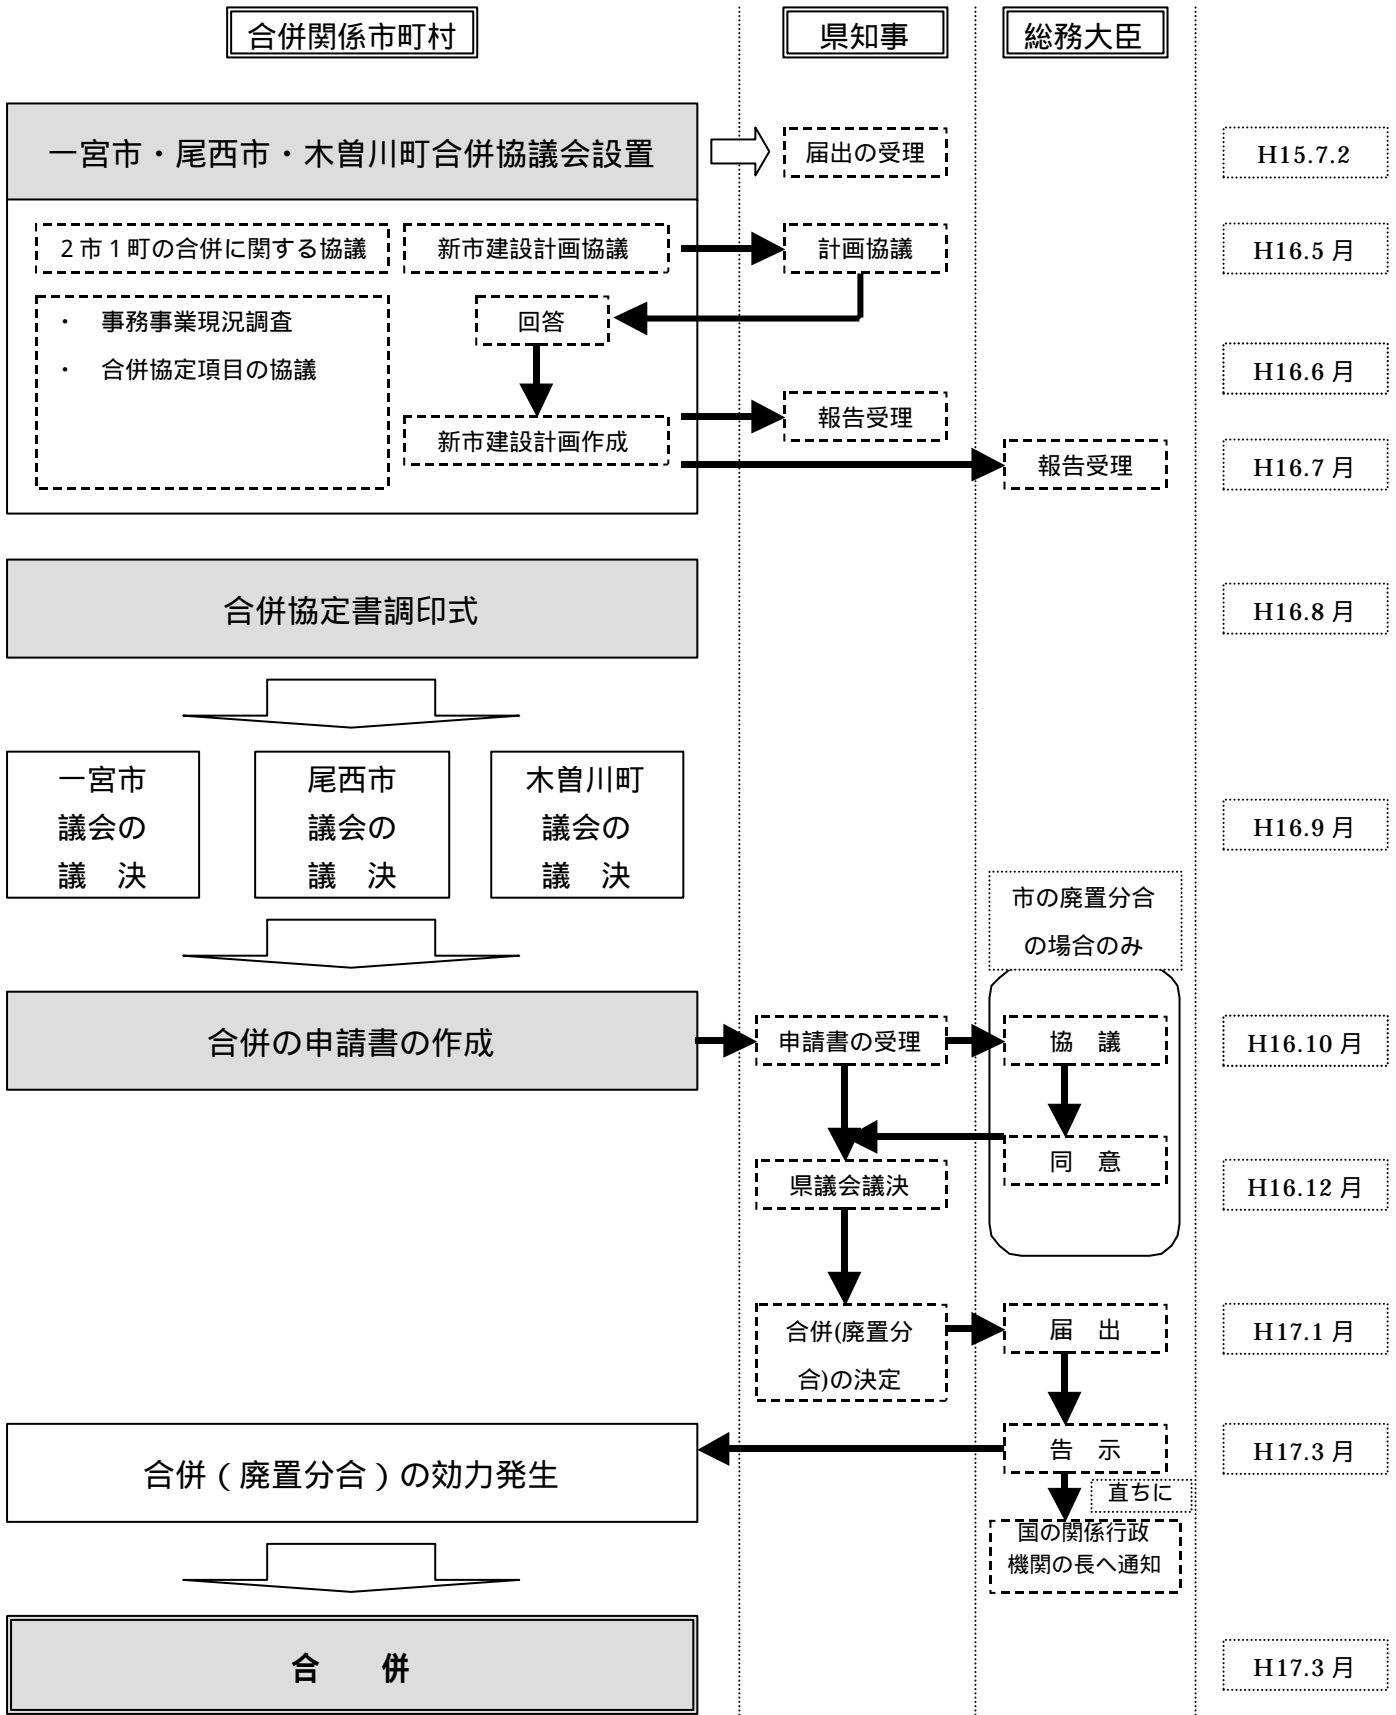 合併関係市町村
県知事
総務大臣
一宮市・尾西市・木曽川町合併協議会設置
届出の受理
H15.7.2
2市1町の合併に関する協議
新市建設計画協議
計画協議
H16.5 月
・ 事務事業現況調査
・ 合併協定項目の協議
回答
H16.6 月
新市建設計画作成
報告受理
報告受理
H16.7 月
合併協定書調印式
H16.8 月
一宮市
議会の
議 決
尾西市
議会の
議 決
木曽川町
議会の
議 決
H16.9 月
市の廃置分合
の場合のみ
合併の申請書の作成
申請書の受理
協 議
H16.10 月
同 意
県議会議決
H16.12 月
合併(廃置分
合)の決定
届 出
H17.1 月
合併(廃置分合)の効力発生
告 示
H17.3 月
直ちに
国の関係行政
機関の長へ通知
合 併
H17.3 月